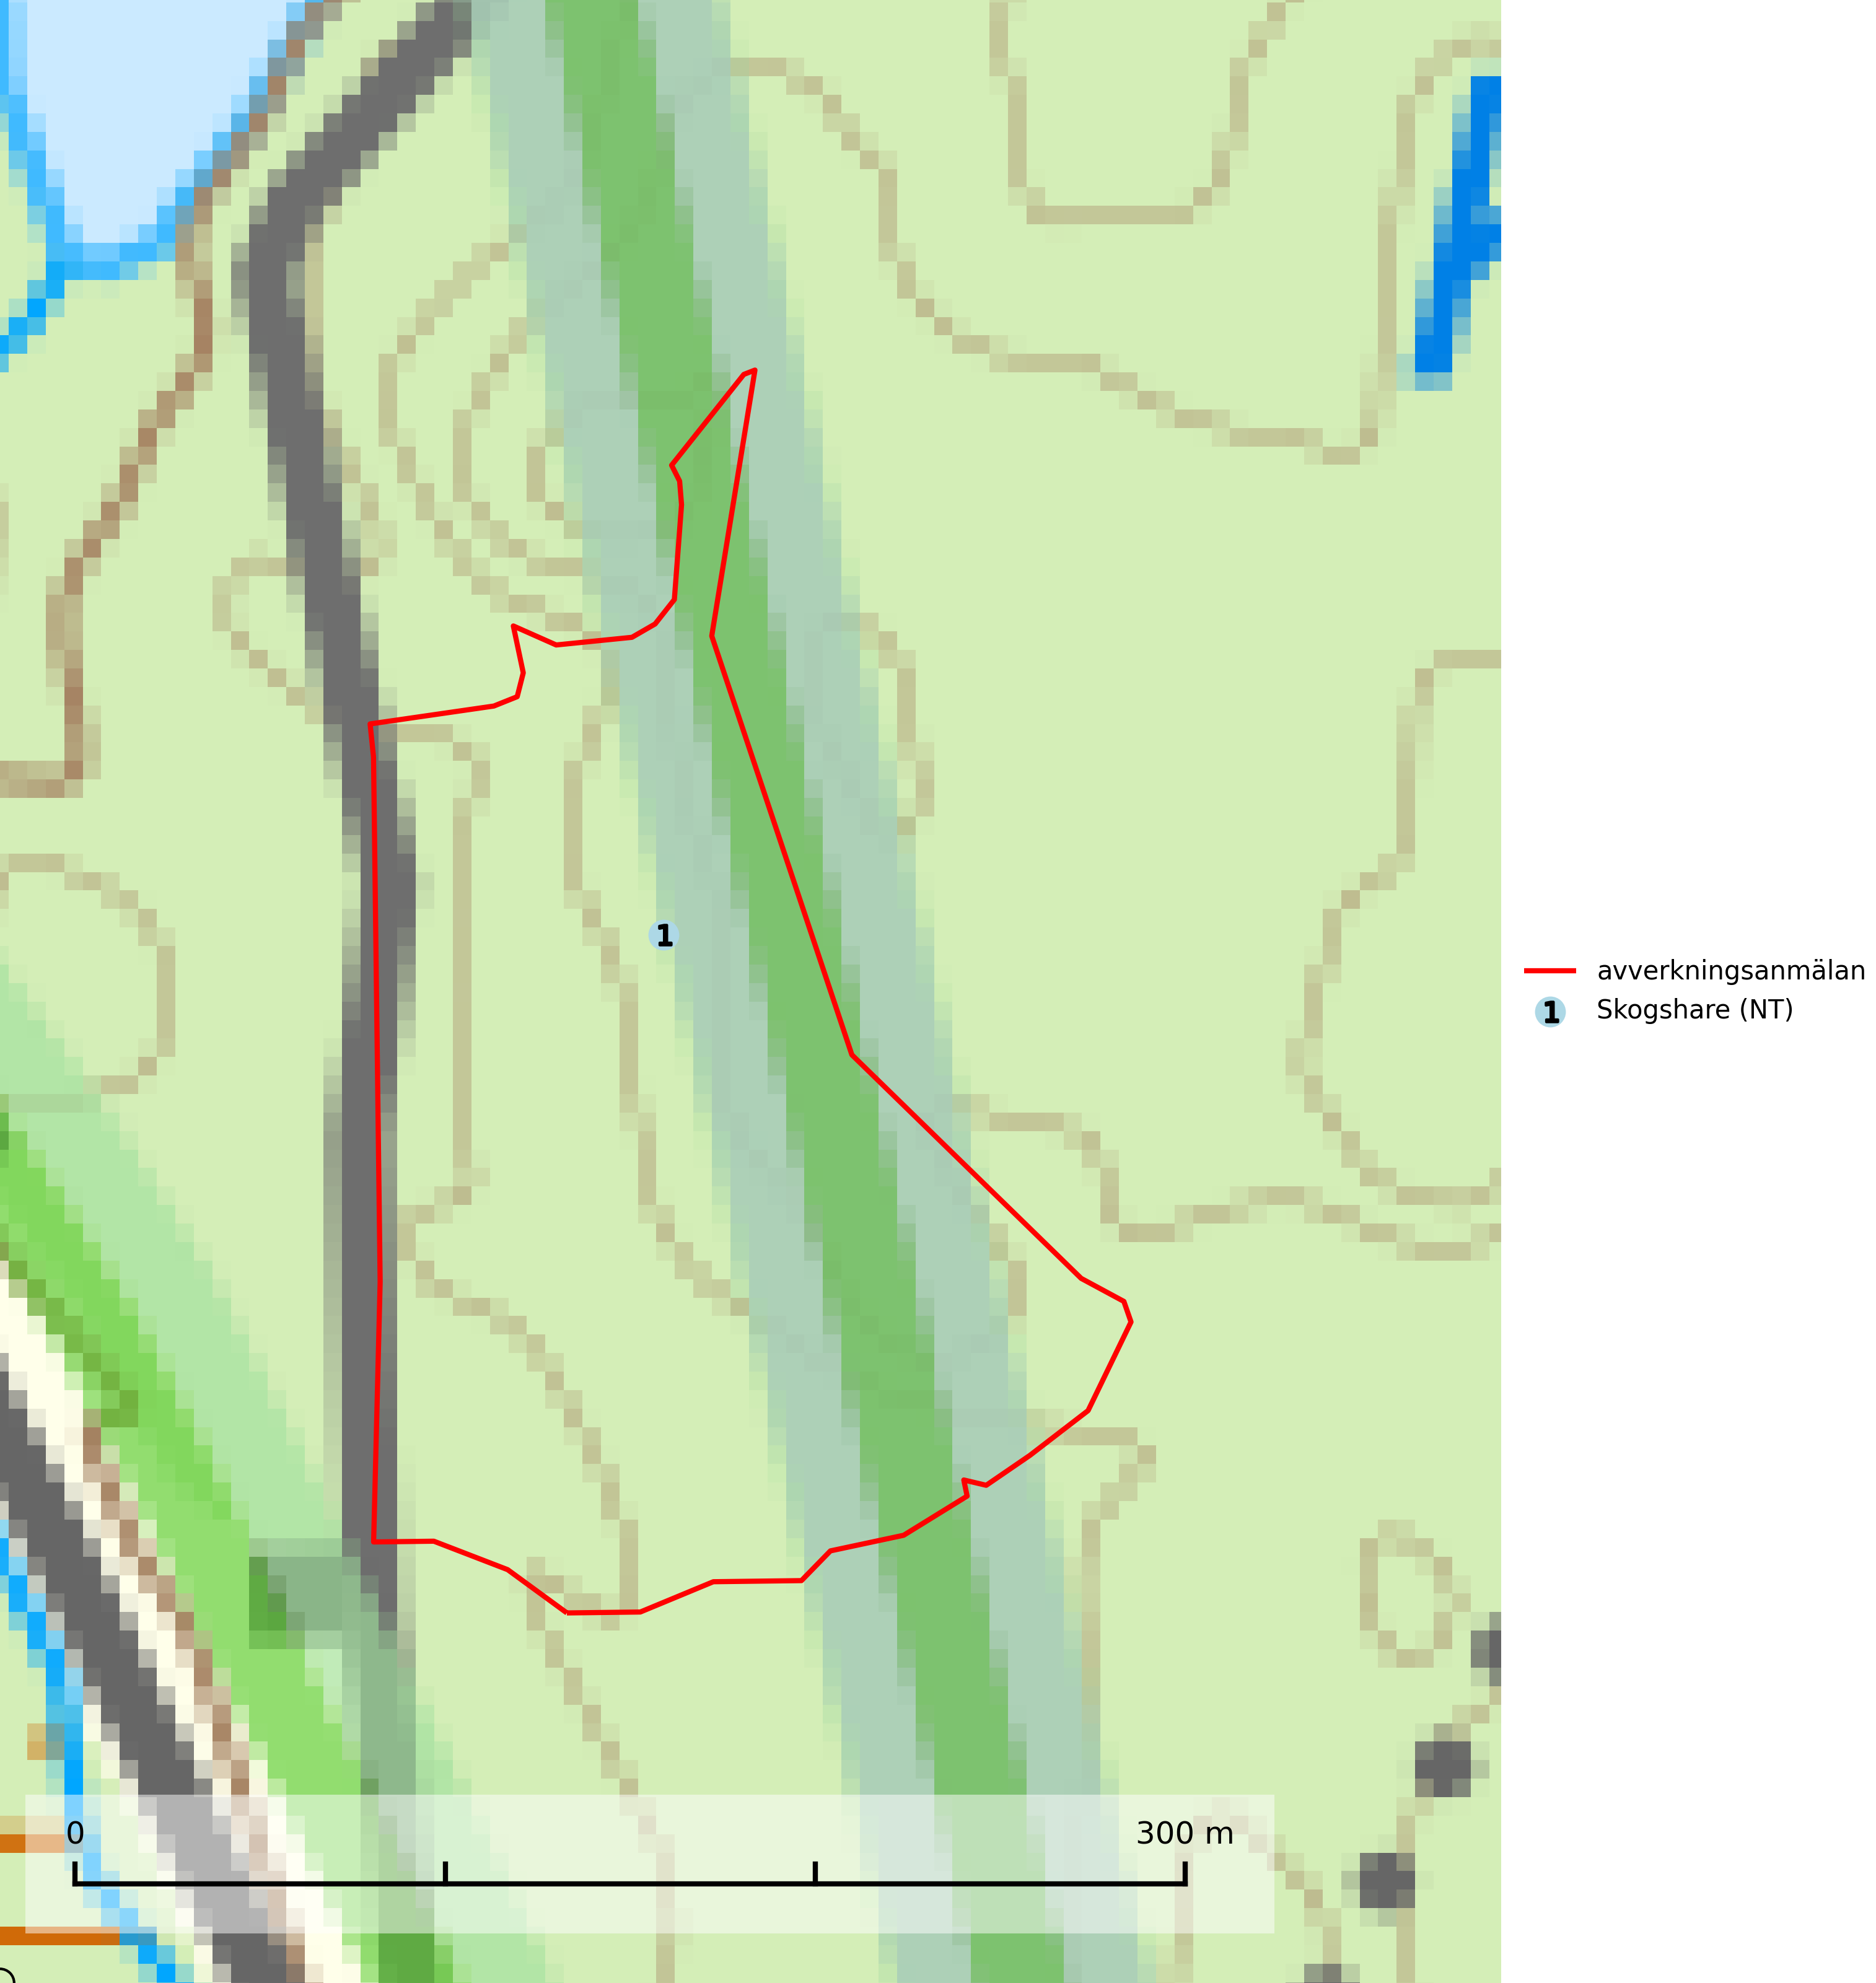 1
avverkningsanmälan
1 Skogshare (NT)
0 300 m